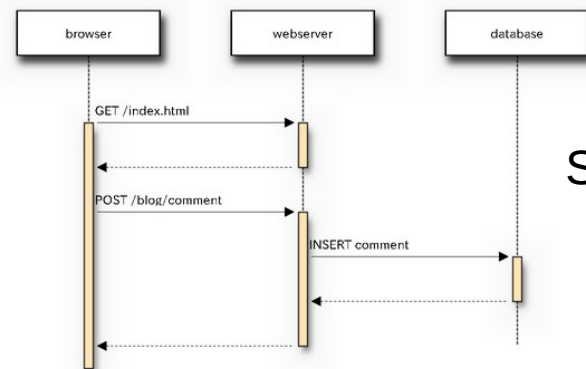 browser
webserver
database
GET /index.html
POST /blog/comment
INSERT comment
S